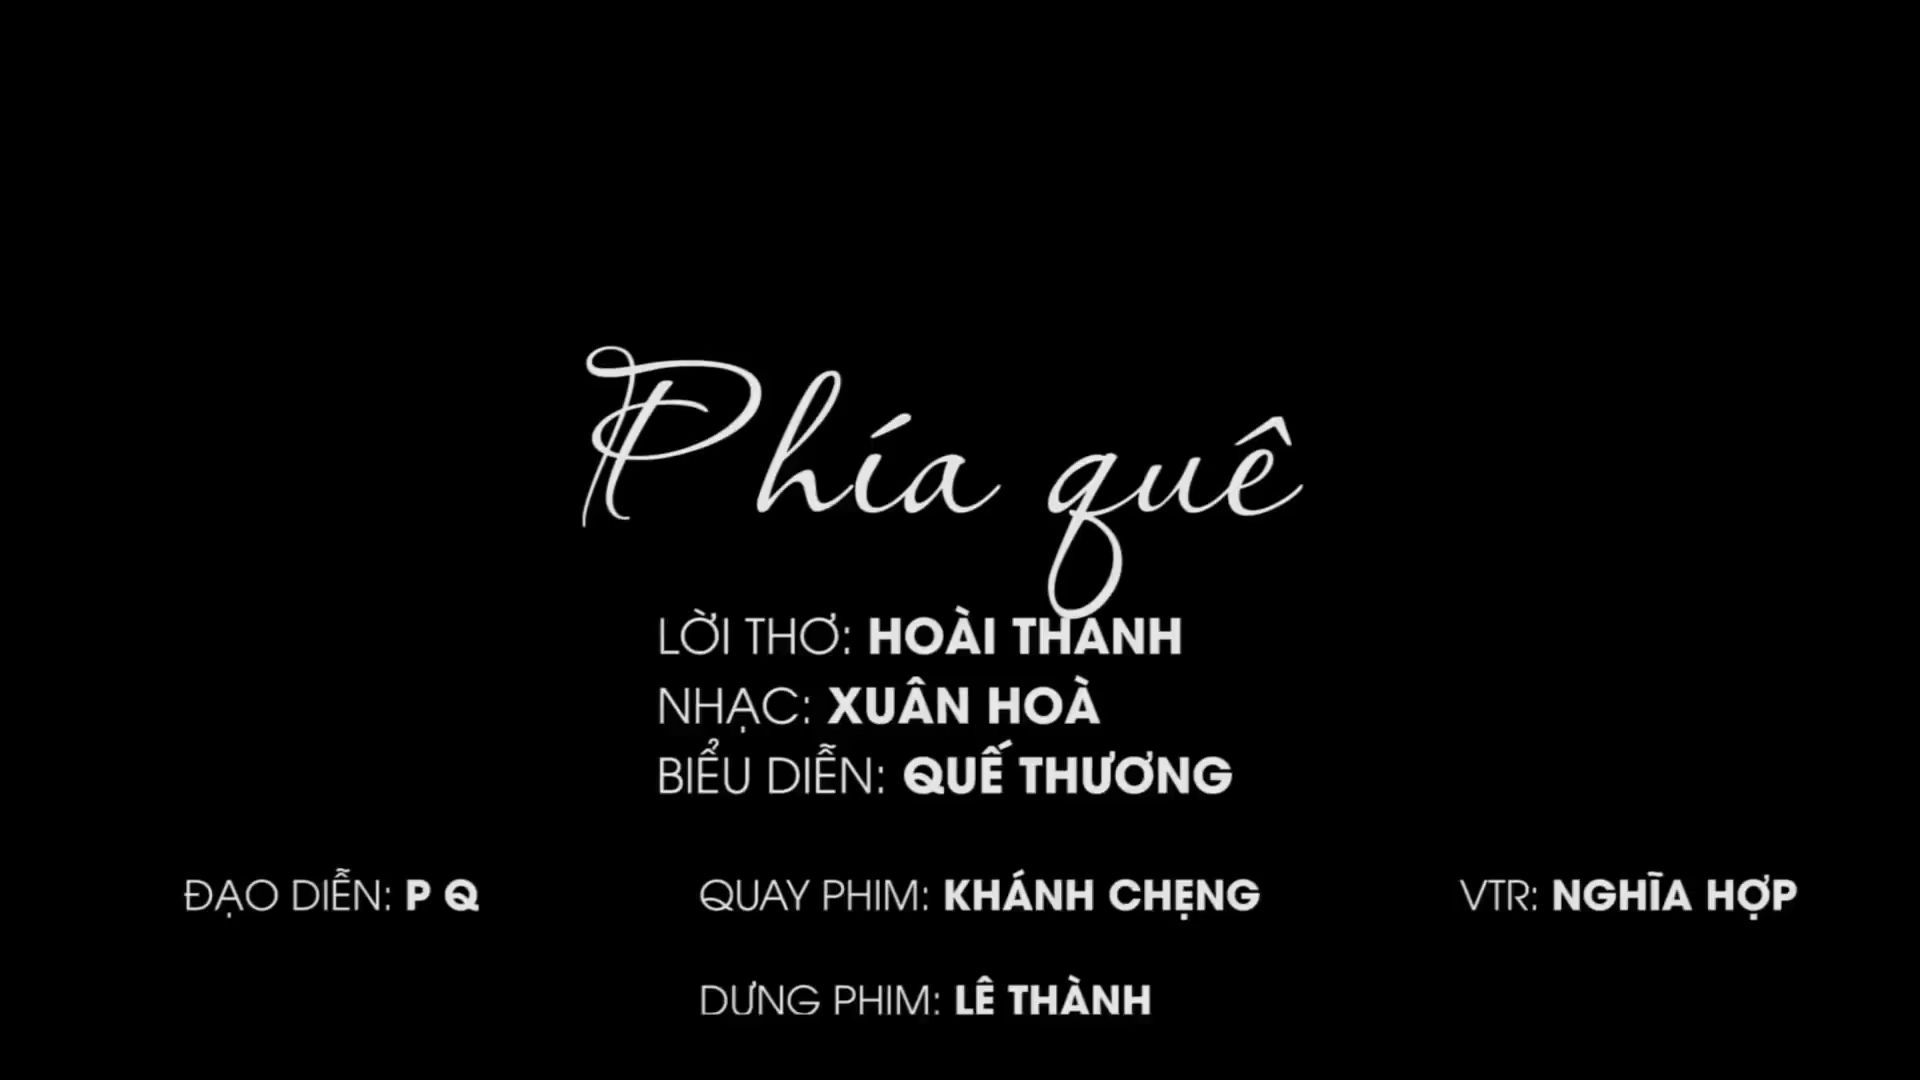 Phía quê
LỜI THƠ: HOÀI THANH
NHẠC: XUÂN HOÀ
BIỂU DIỄN: QUẾ THƯƠNG
ĐẠO DIỄN: P Q QUAY PHIM: KHÁNH CHẸNG VTR: NGHĨA HỢP
DƯNG PHIM: LÊ THÀNH